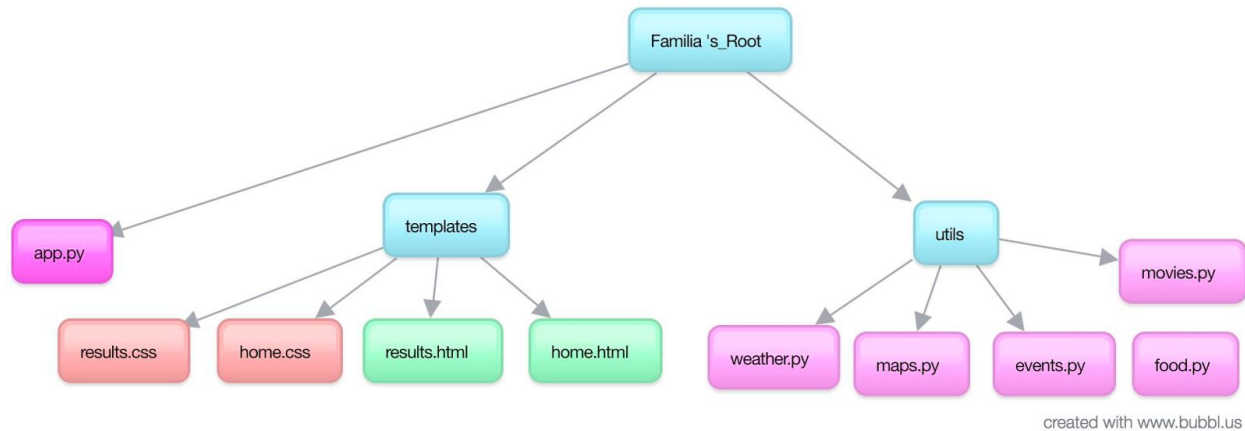 Familia 's_Root
app.py
templates
utils
movies.py
results.css
home.css
results.html
home.html
weather.py
maps.py
events.py
food.py
created with www.bubbl.us